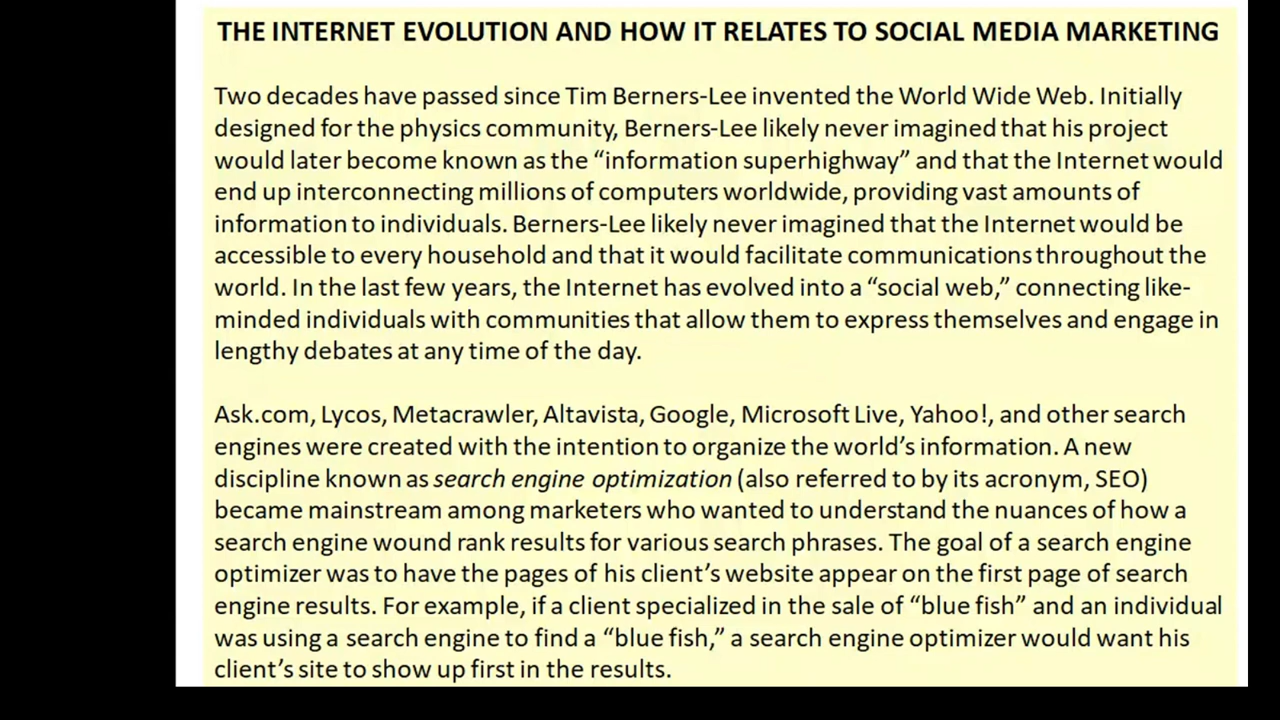 THE INTERNET EVOLUTION AND HOW IT RELATES TO SOCIAL MEDIA MARKETING
Two decades have passed since Tim Berners-Lee invented the World Wide Web. Initially
designed for the physics community, Berners-Lee likely never imagined that his project
would later become known as the “information superhighway” and that the Internet would
end up interconnecting millions of computers worldwide, providing vast amounts of
information to individuals. Berners-Lee likely never imagined that the Internet would be
accessible to every household and that it would facilitate communications throughout the
world. In the last few years, the Internet has evolved into a “social web,” connecting like-
minded individuals with communities that allow them to express themselves and engage in
lengthy debates at any time of the day.
Ask.com, Lycos, Metacrawler, Altavista, Google, Microsoft Live, Yahoo!, and other search
engines were created with the intention to organize the world’s information. A new
discipline known as search engine optimization (also referred to by its acronym, SEO)
became mainstream among marketers who wanted to understand the nuances of how a
search engine wound rank results for various search phrases. The goal of a search engine
optimizer was to have the pages of his client’s website appear on the first page of search
engine results. For example, if a client specialized in the sale of “blue fish” and an individual
was using a search engine to find a “blue fish,” a search engine optimizer would want his
client’s site to show up first in the results.